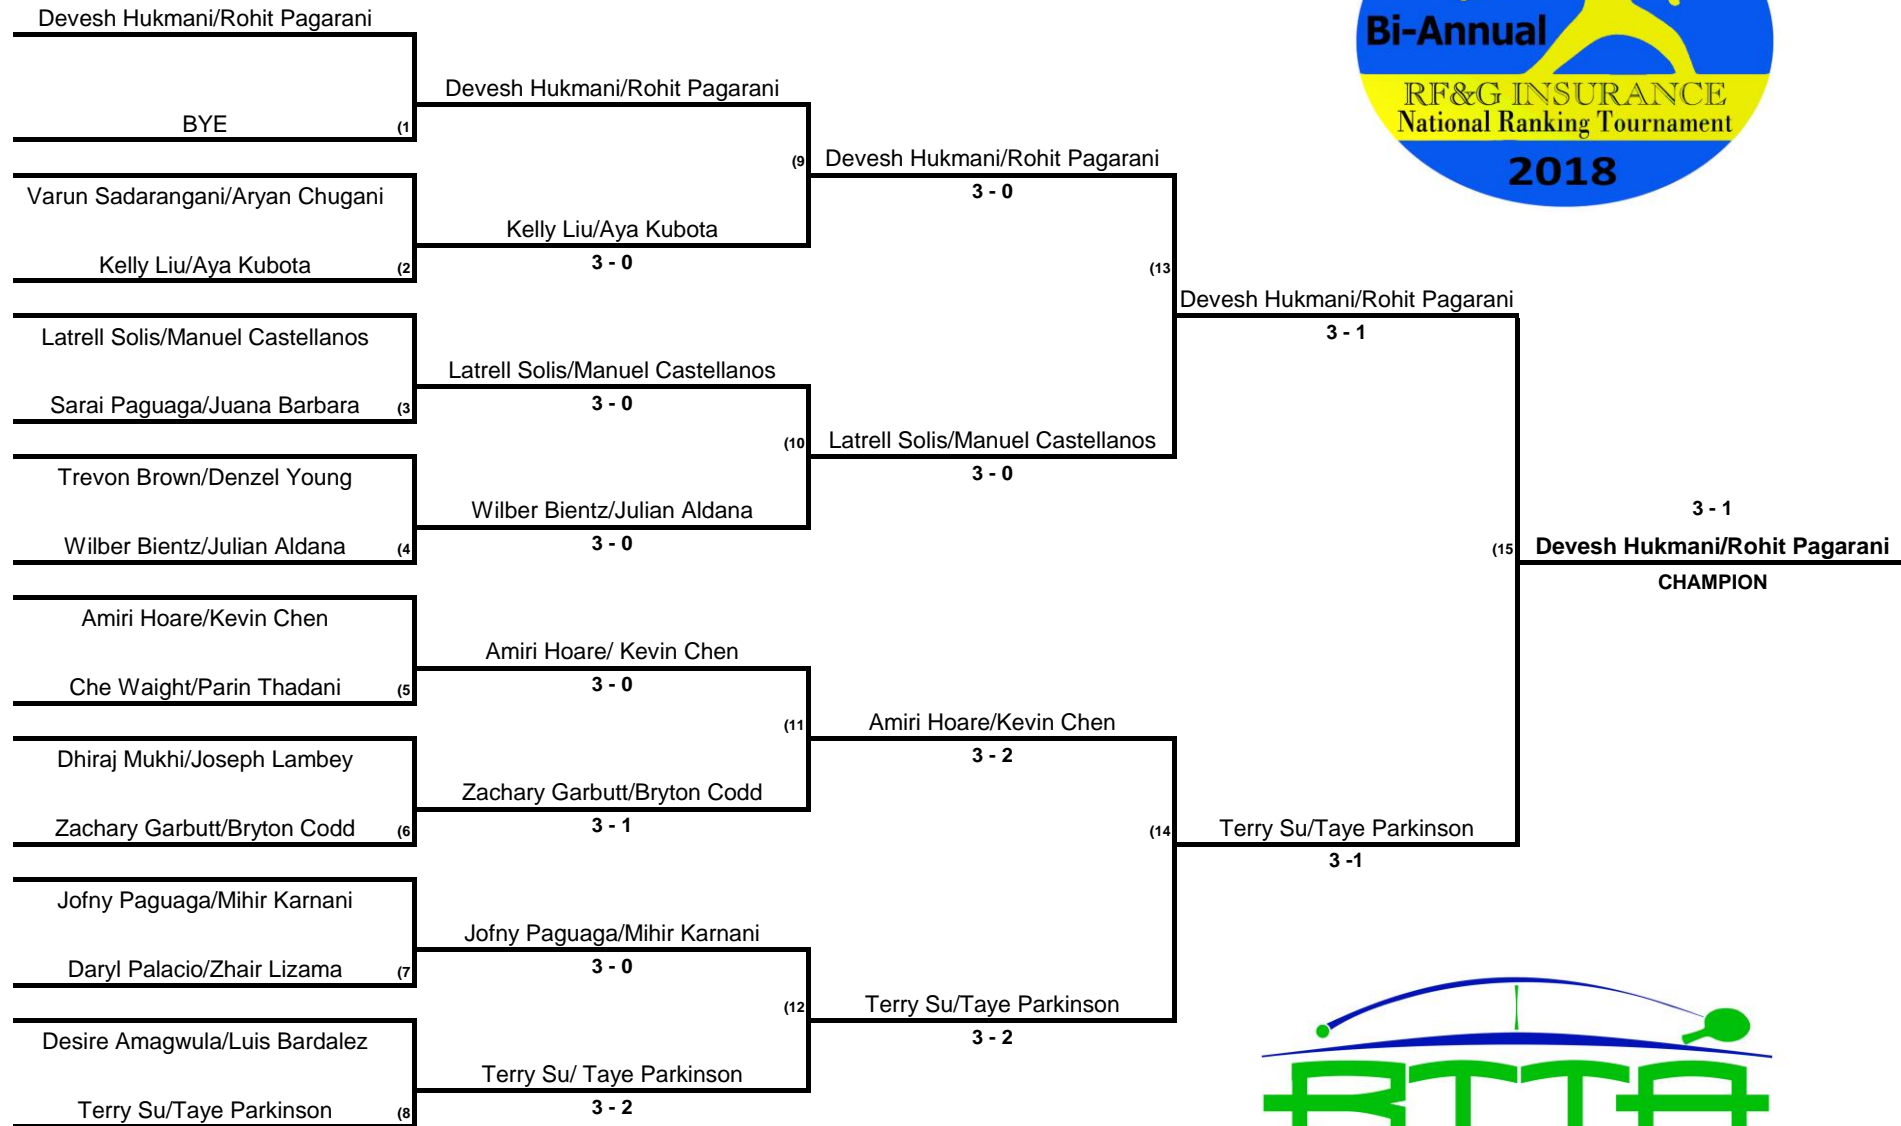 Devesh Hukmani/Rohit Pagarani
BYE
(1
Varun Sadarangani/Aryan Chugani
Kelly Liu/Aya Kubota
(2
Latrell Solis/Manuel Castellanos
Sarai Paguaga/Juana Barbara
(3
Trevon Brown/Denzel Young
Wilber Bientz/Julian Aldana
(4
Amiri Hoare/Kevin Chen
Che Waight/Parin Thadani
(5
Dhiraj Mukhi/Joseph Lambey
Zachary Garbutt/Bryton Codd
(6
Jofny Paguaga/Mihir Karnani
Daryl Palacio/Zhair Lizama
(7
Desire Amagwula/Luis Bardalez
Terry Su/Taye Parkinson
(8
Devesh Hukmani/Rohit Pagarani
(9
Kelly Liu/Aya Kubota
3 - 0
Latrell Solis/Manuel Castellanos
3 - 0
(10
Wilber Bientz/Julian Aldana
3 - 0
Amiri Hoare/ Kevin Chen
3 - 0
(11
Zachary Garbutt/Bryton Codd
3 - 1
Jofny Paguaga/Mihir Karnani
3 - 0
(12
Terry Su/ Taye Parkinson
3 - 2
Devesh Hukmani/Rohit Pagarani
3 - 0
(13
Latrell Solis/Manuel Castellanos
3 - 0
Amiri Hoare/Kevin Chen
3 - 2
(14
Terry Su/Taye Parkinson
3 - 2
Devesh Hukmani/Rohit Pagarani
3 - 1
(15
Terry Su/Taye Parkinson
3 -1
3 - 1
Devesh Hukmani/Rohit Pagarani
CHAMPION
Bi-Annual
RF&G INSURANCE
National Ranking Tournament
2018